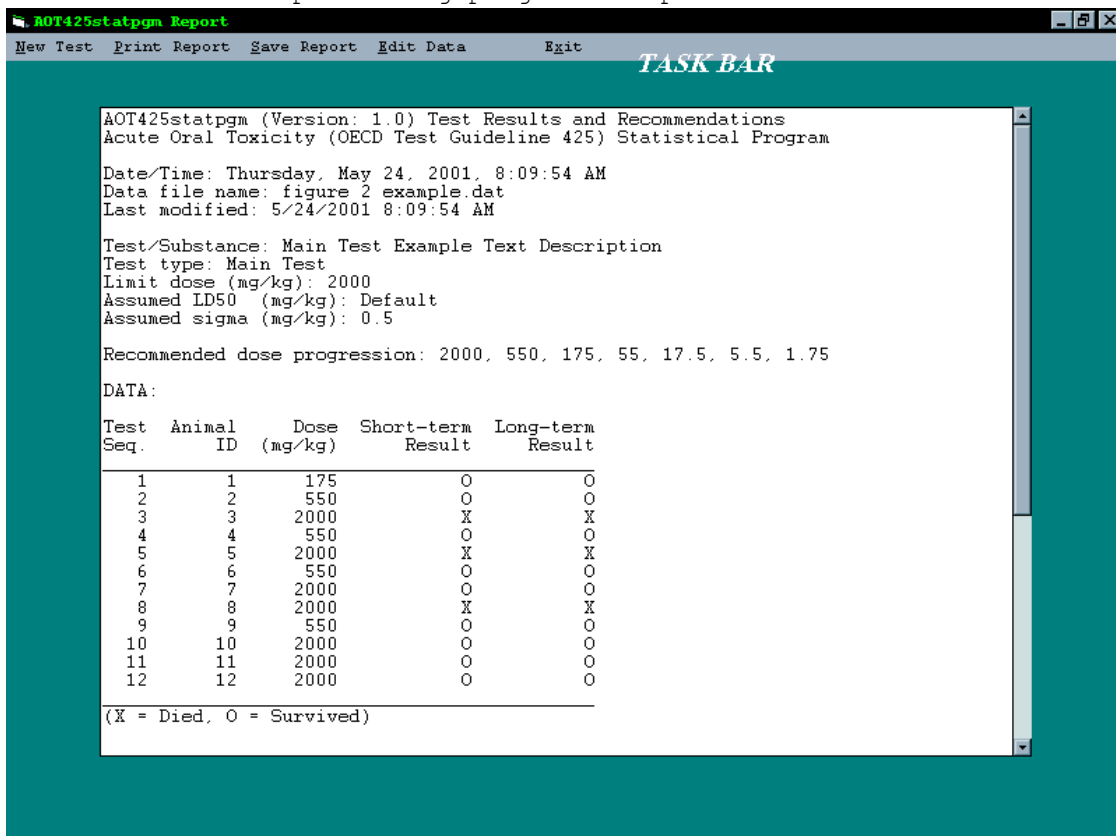 AOT425statpgm Report
New Test Print Report Save Report Edit Data Exit
TASK BAR
AOT425statpgm (Version: 1.0) Test Results and Recommendations
Acute Oral Toxicity (OECD Test Guideline 425) Statistical Program
Date/Time: Thursday, May 24, 2001, 8:09:54 AM
Data file name: figure 2 example.dat
Last modified: 5/24/2001 8:09:54 AM
Test/Substance: Main Test Example Text Description
Test type: Main Test
Limit dose (mg/kg): 2000
Assumed LD50 (mg/kg): Default
Assumed sigma (mg/kg): 0.5
Recommended dose progression: 2000, 550, 175, 55, 17.5, 5.5, 1.75
DATA:
Test Animal Dose Short-term Long-term
Seq. ID (mg/kg) Result Result
1 1 175 O O
2 2 550 O O
3 3 2000 X X
4 4 550 O O
5 5 2000 X X
6 6 550 O O
7 7 2000 O O
8 8 2000 X X
9 9 550 O O
10 10 2000 O O
11 11 2000 O O
12 12 2000 O O
(X = Died, O = Survived)